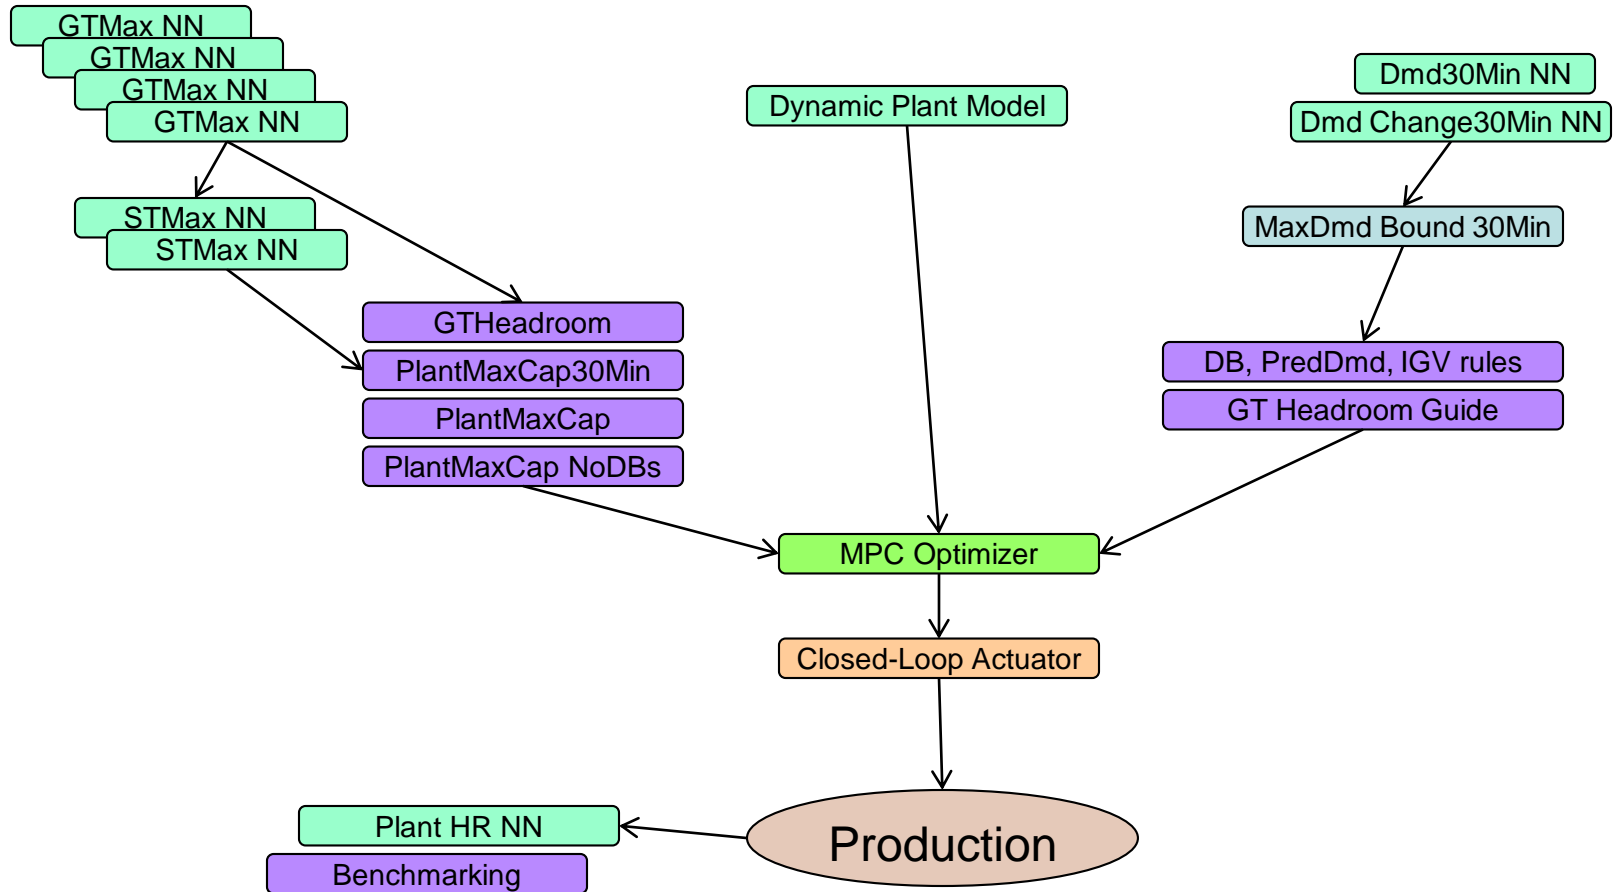 GTMax NN
GTMax NN
GTMax NN
GTMax NN
STMax NN
STMax NN
GTHeadroom
PlantMaxCap30Min
PlantMaxCap
PlantMaxCap NoDBs
Dynamic Plant Model
Dmd30Min NN
Dmd Change30Min NN
MaxDmd Bound 30Min
DB, PredDmd, IGV rules
GT Headroom Guide
MPC Optimizer
Closed-Loop Actuator
Production
Plant HR NN
Benchmarking